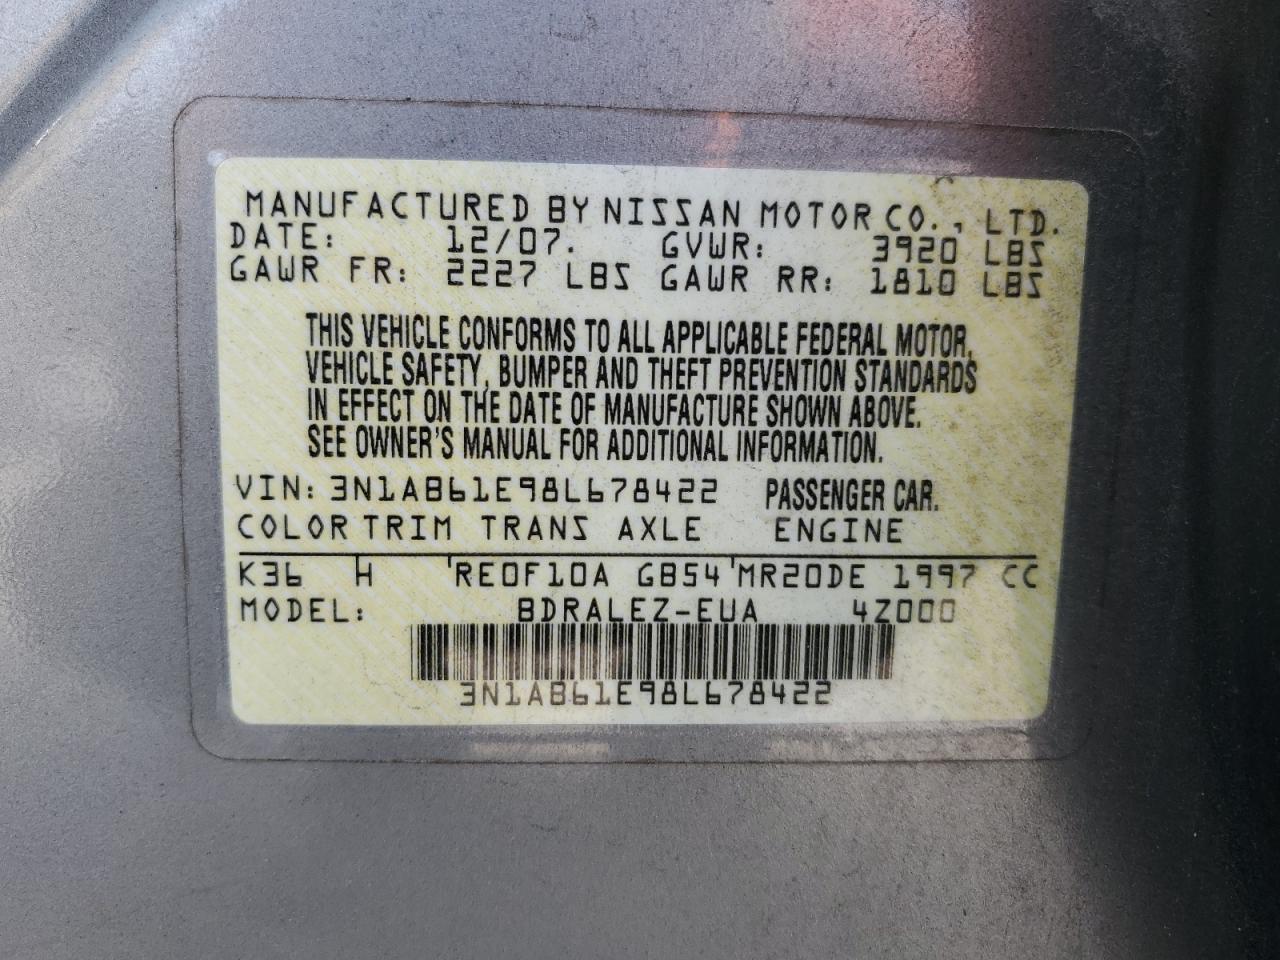 MANUFACTURED BY NISSAN MOTOR CO., LTD.
DATE: 12/07. GVWR: 3920 LBS
GAWR FR: 2227 LBS GAWR RR: 1810 LBS
THIS VEHICLE CONFORMS TO ALL APPLICABLE FEDERAL MOTOR,
VEHICLE SAFETY, BUMPER AND THEFT PREVENTION STANDARDS
IN EFFECT ON THE DATE OF MANUFACTURE SHOWN ABOVE.
SEE OWNER'S MANUAL FOR ADDITIONAL INFORMATION.
VIN: 3N1AB61E98L678422 PASSENGER CAR.
COLOR TRIM TRANS AXLE ENGINE
K36 H 'RE0F10A GB54'MR20DE 1997 CC
MODEL: BDRALEZ-EUA 4Z000
3N1AB61E98L678422